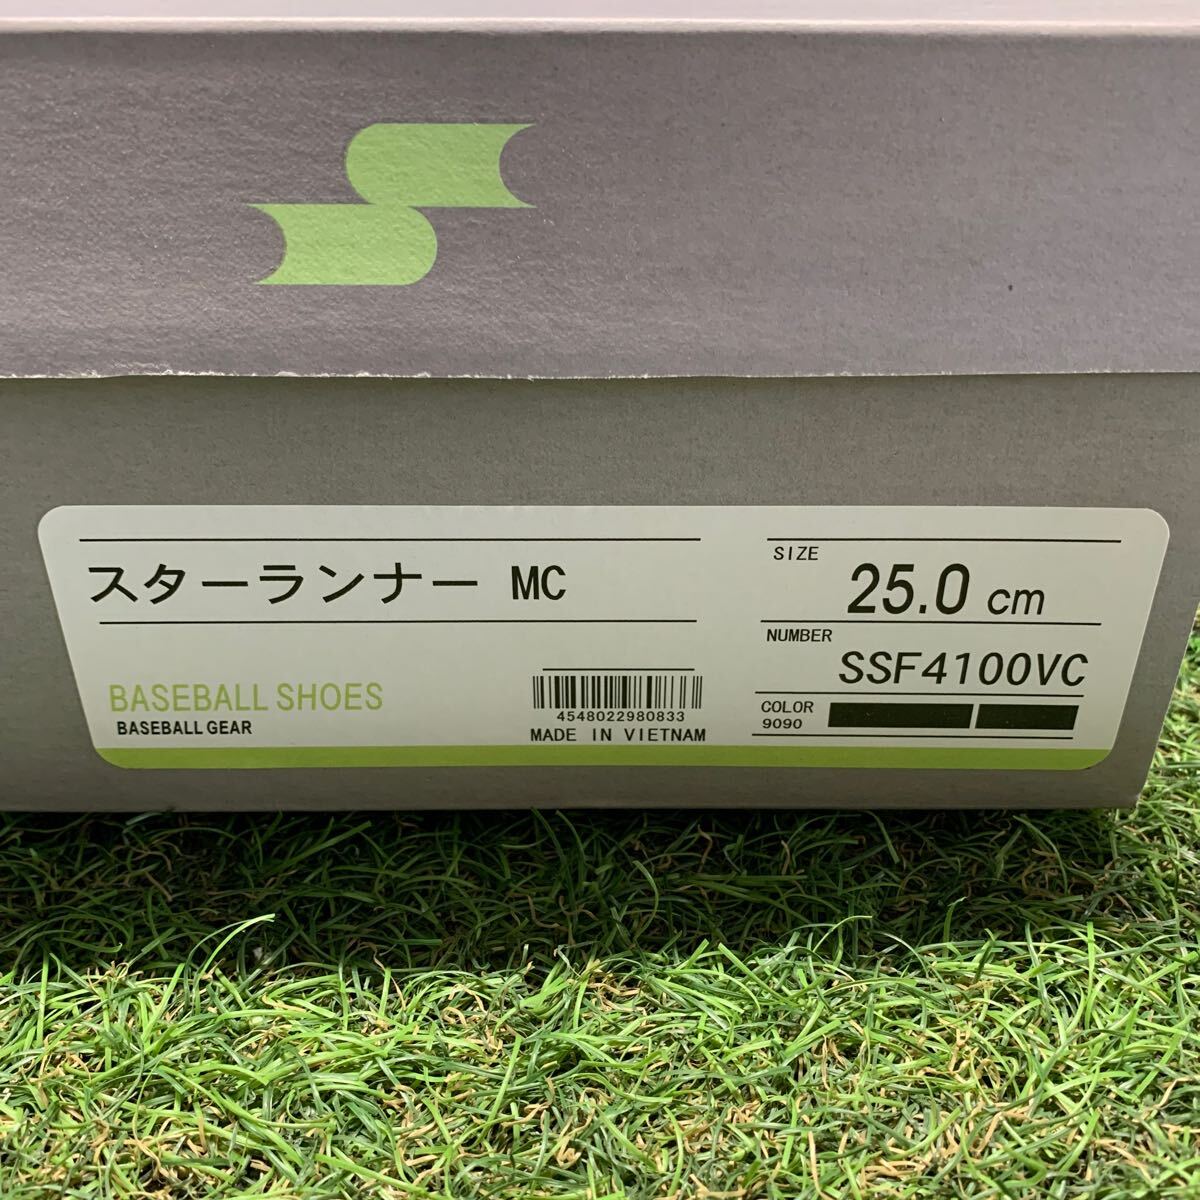 スターランナー MC
BASEBALL SHOES
BASEBALL GEAR
4548022980833
MADE IN VIETNAM
SIZE
25.0 cm
NUMBER
SSF4100VC
COLOR
9090